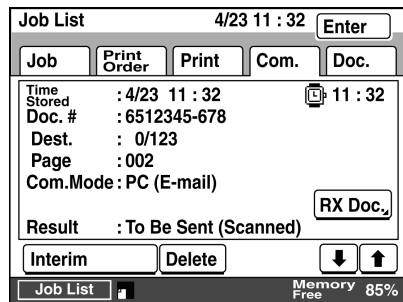 Job List 4/23 11 : 32 Enter
Job Print Order Print Com. Doc.
Time Stored : 4/23 11 : 32 11 : 32
Doc. # : 6512345-678
Dest. : 0/123
Page : 002
Com.Mode : PC (E-mail)
RX Doc.
Result : To Be Sent (Scanned)
Interim Delete
Job List Memory Free 85%